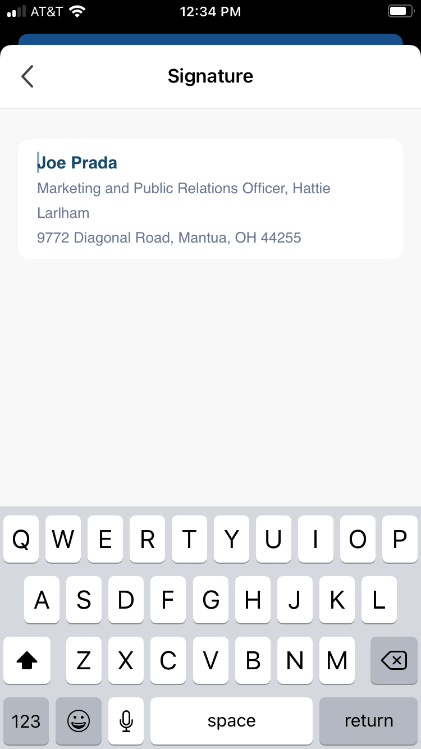 AT&T 12:34 PM
Signature
Joe Prada
Marketing and Public Relations Officer, Hattie
Larlham
9772 Diagonal Road, Mantua, OH 44255
Q W E R T Y U I O P
A S D F G H J K L
Z X C V B N M
123 space return